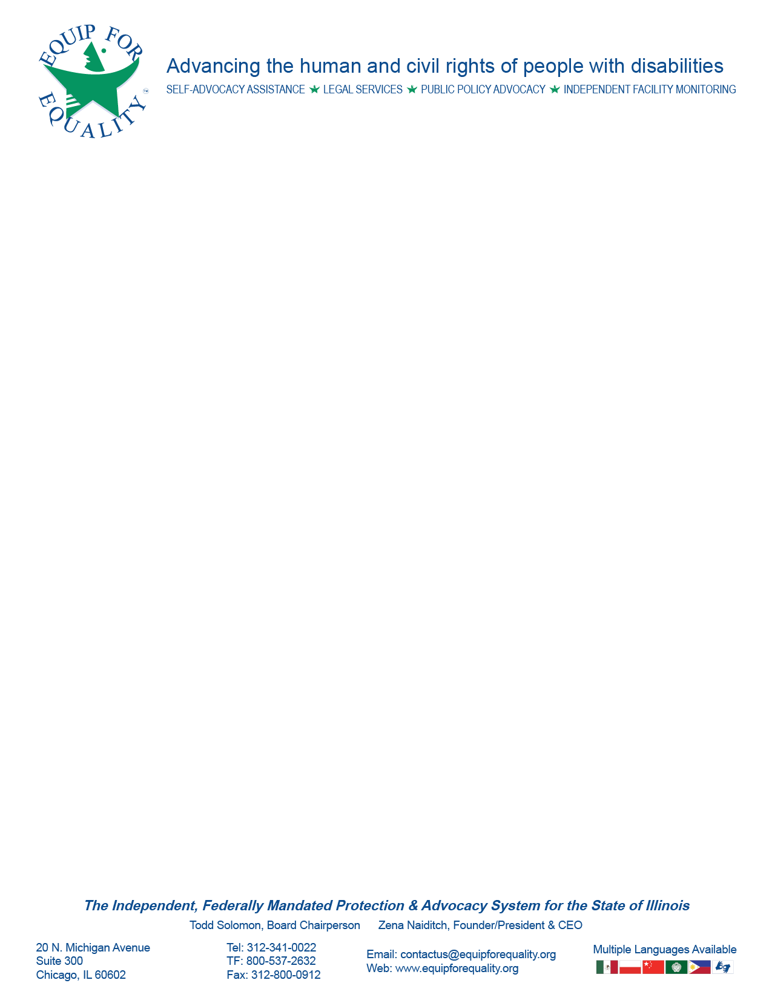 EQUIP FOR
EQUALITY
TM
Advancing the human and civil rights of people with disabilities
SELF-ADVOCACY ASSISTANCE LEGAL SERVICES PUBLIC POLICY ADVOCACY INDEPENDENT FACILITY MONITORING
The Independent, Federally Mandated Protection & Advocacy System for the State of Illinois
Todd Solomon, Board Chairperson Zena Naiditch, Founder/President & CEO
20 N. Michigan Avenue
Suite 300
Chicago, IL 60602
Tel: 312-341-0022
TF: 800-537-2632
Fax: 312-800-0912
Email: contactus@equipforequality.org
Web: www.equipforequality.org
Multiple Languages Available